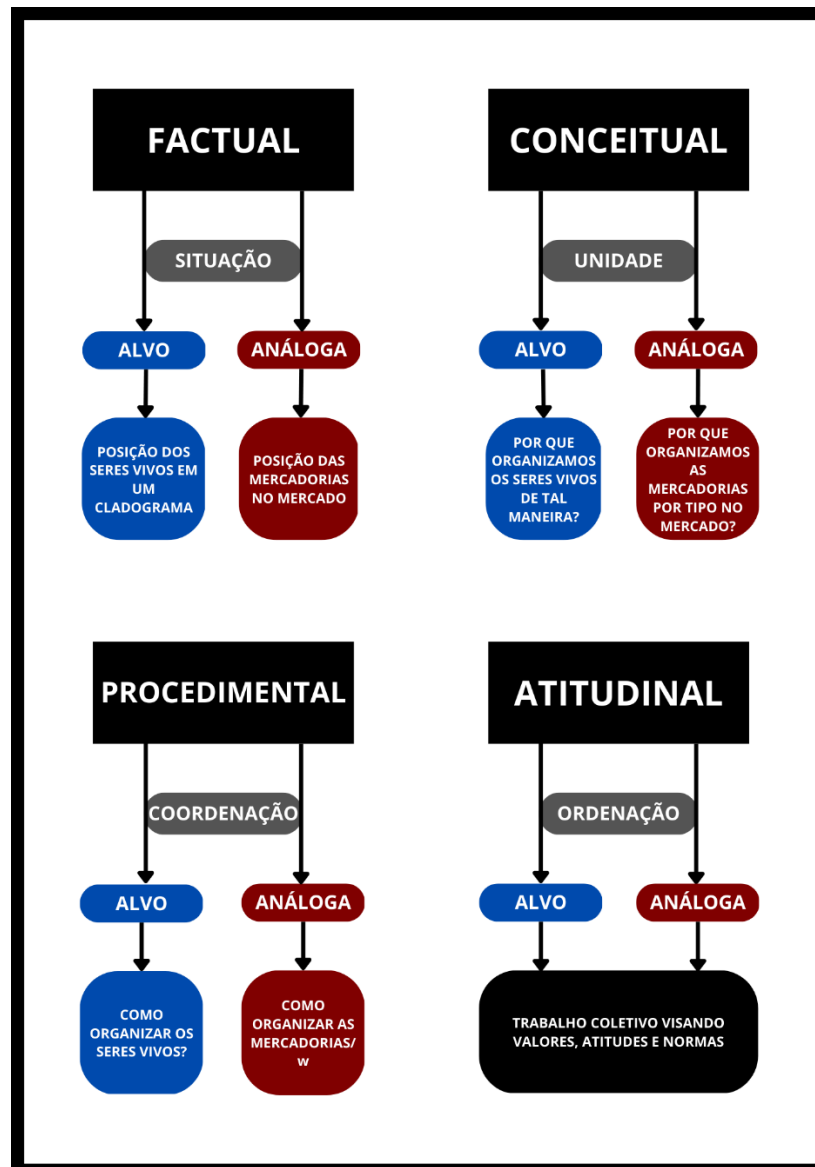 FACTUAL
SITUAÇÃO
ALVO
ANÁLOGA
POSIÇÃO DOS
SERES VIVOS EM
UM
CLADOGRAMA
POSIÇÃO DAS
MERCADORIAS
NO MERCADO
CONCEITUAL
UNIDADE
ALVO
ANÁLOGA
POR QUE
ORGANIZAMOS
OS SERES VIVOS
DE TAL
MANEIRA?
POR QUE
ORGANIZAMOS
AS
MERCADORIAS
POR TIPO NO
MERCADO?
PROCEDIMENTAL
COORDENAÇÃO
ALVO
ANÁLOGA
COMO
ORGANIZAR OS
SERES VIVOS?
COMO
ORGANIZAR AS
MERCADORIAS/
w
ATITUDINAL
ORDENAÇÃO
ALVO
ANÁLOGA
TRABALHO COLETIVO VISANDO
VALORES, ATITUDES E NORMAS